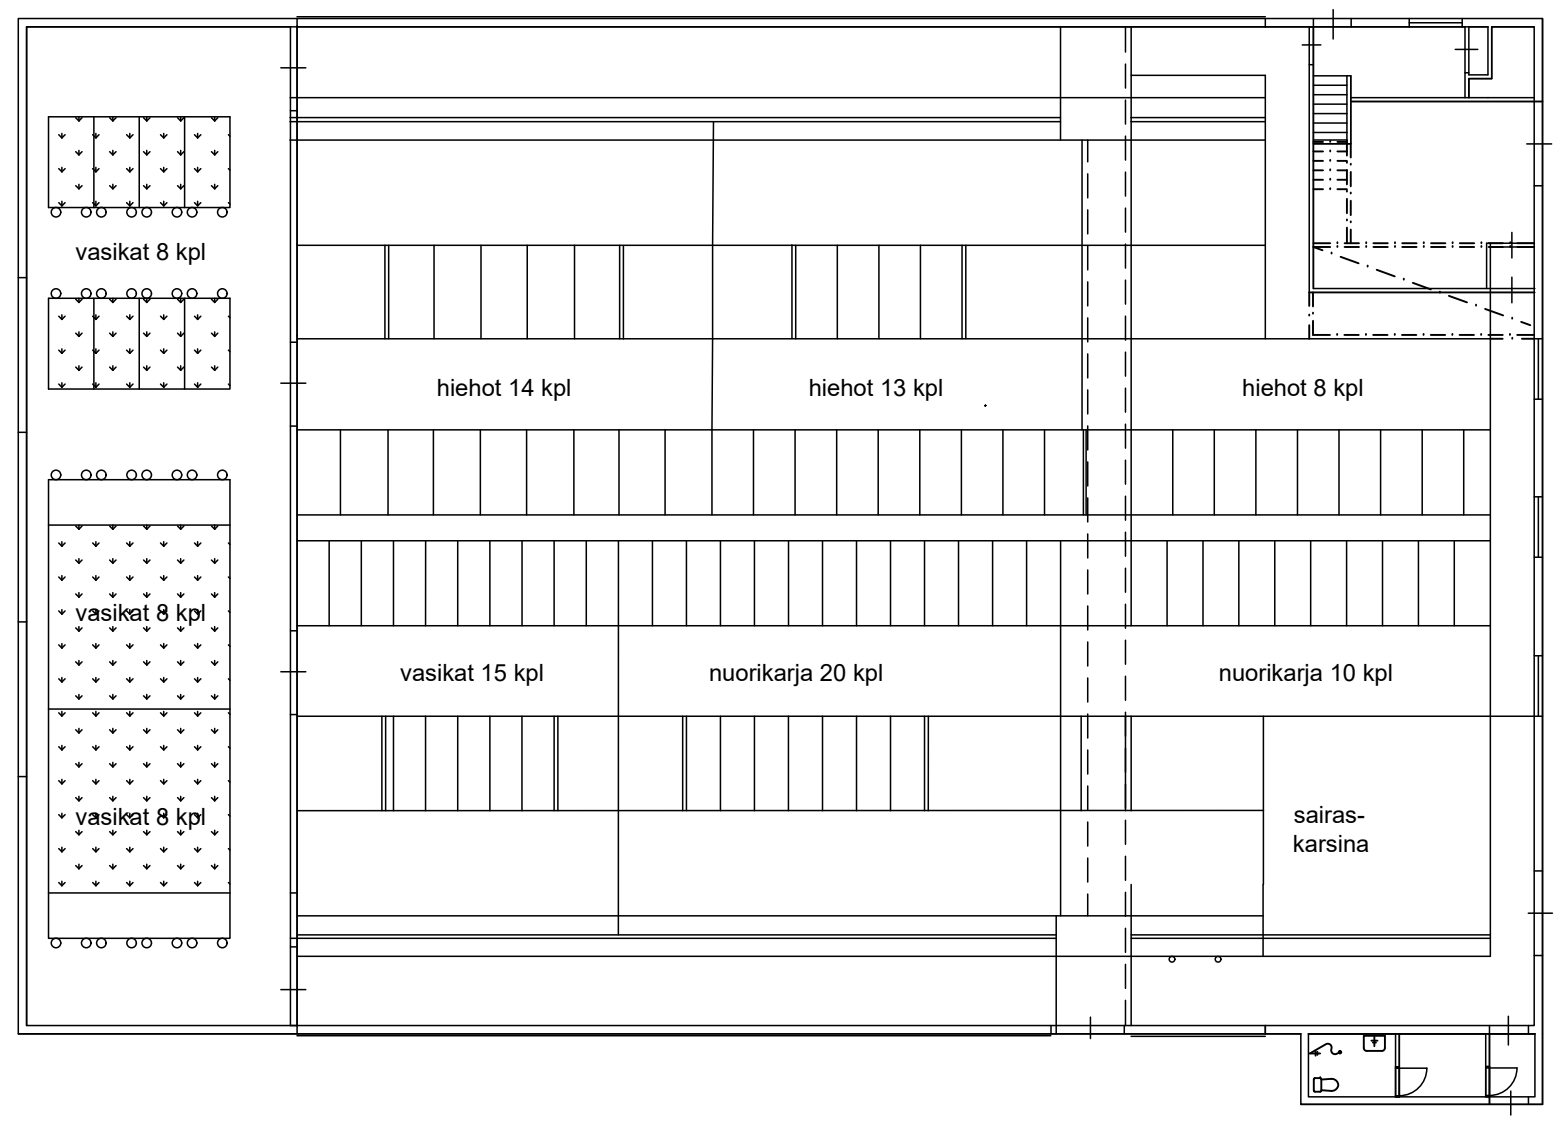 vasikat 8 kpl
hiehot 14 kpl
hiehot 13 kpl
hiehot 8 kpl
vasikat 8 kpl
vasikat 15 kpl
nuorikarja 20 kpl
nuorikarja 10 kpl
vasikat 8 kpl
sairas-
karsina